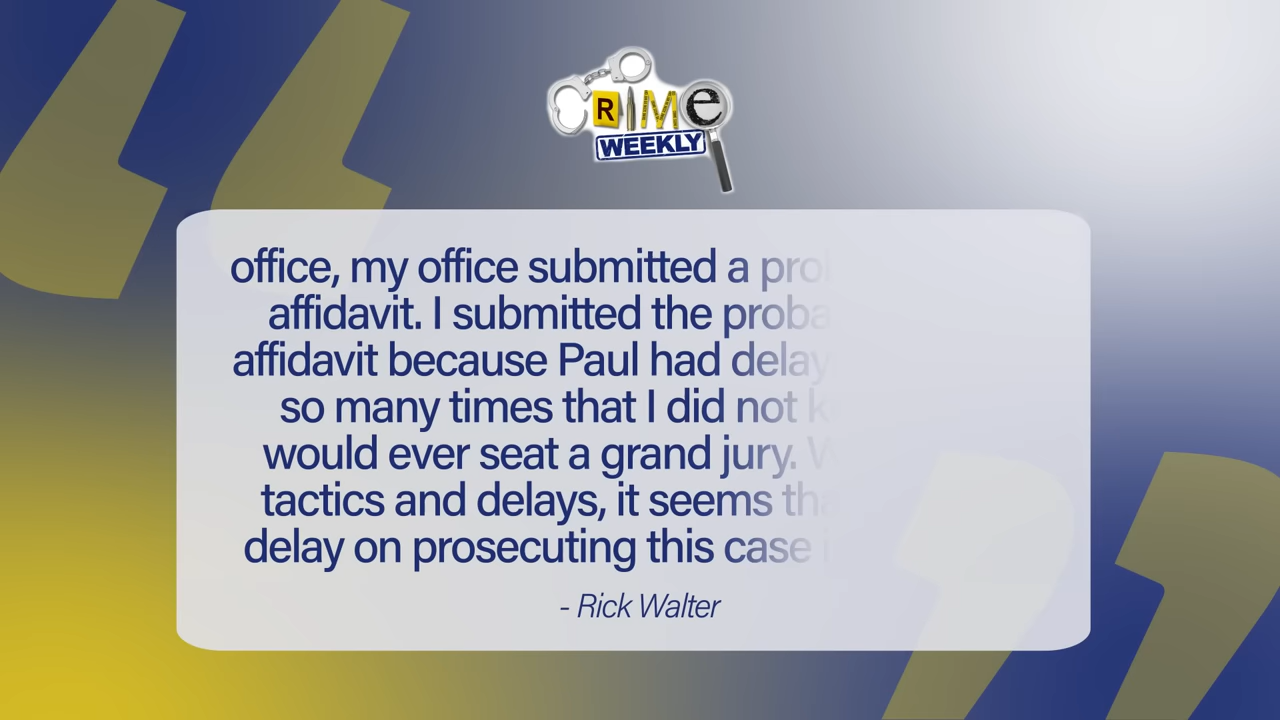 CRIMe
WEEKLY
office, my office submitted a
affidavit. I submitted the
affidavit because Paul had
so many times that I did not
would ever seat a grand jury.
tactics and delays, it seems
delay on prosecuting this case
- Rick Walter